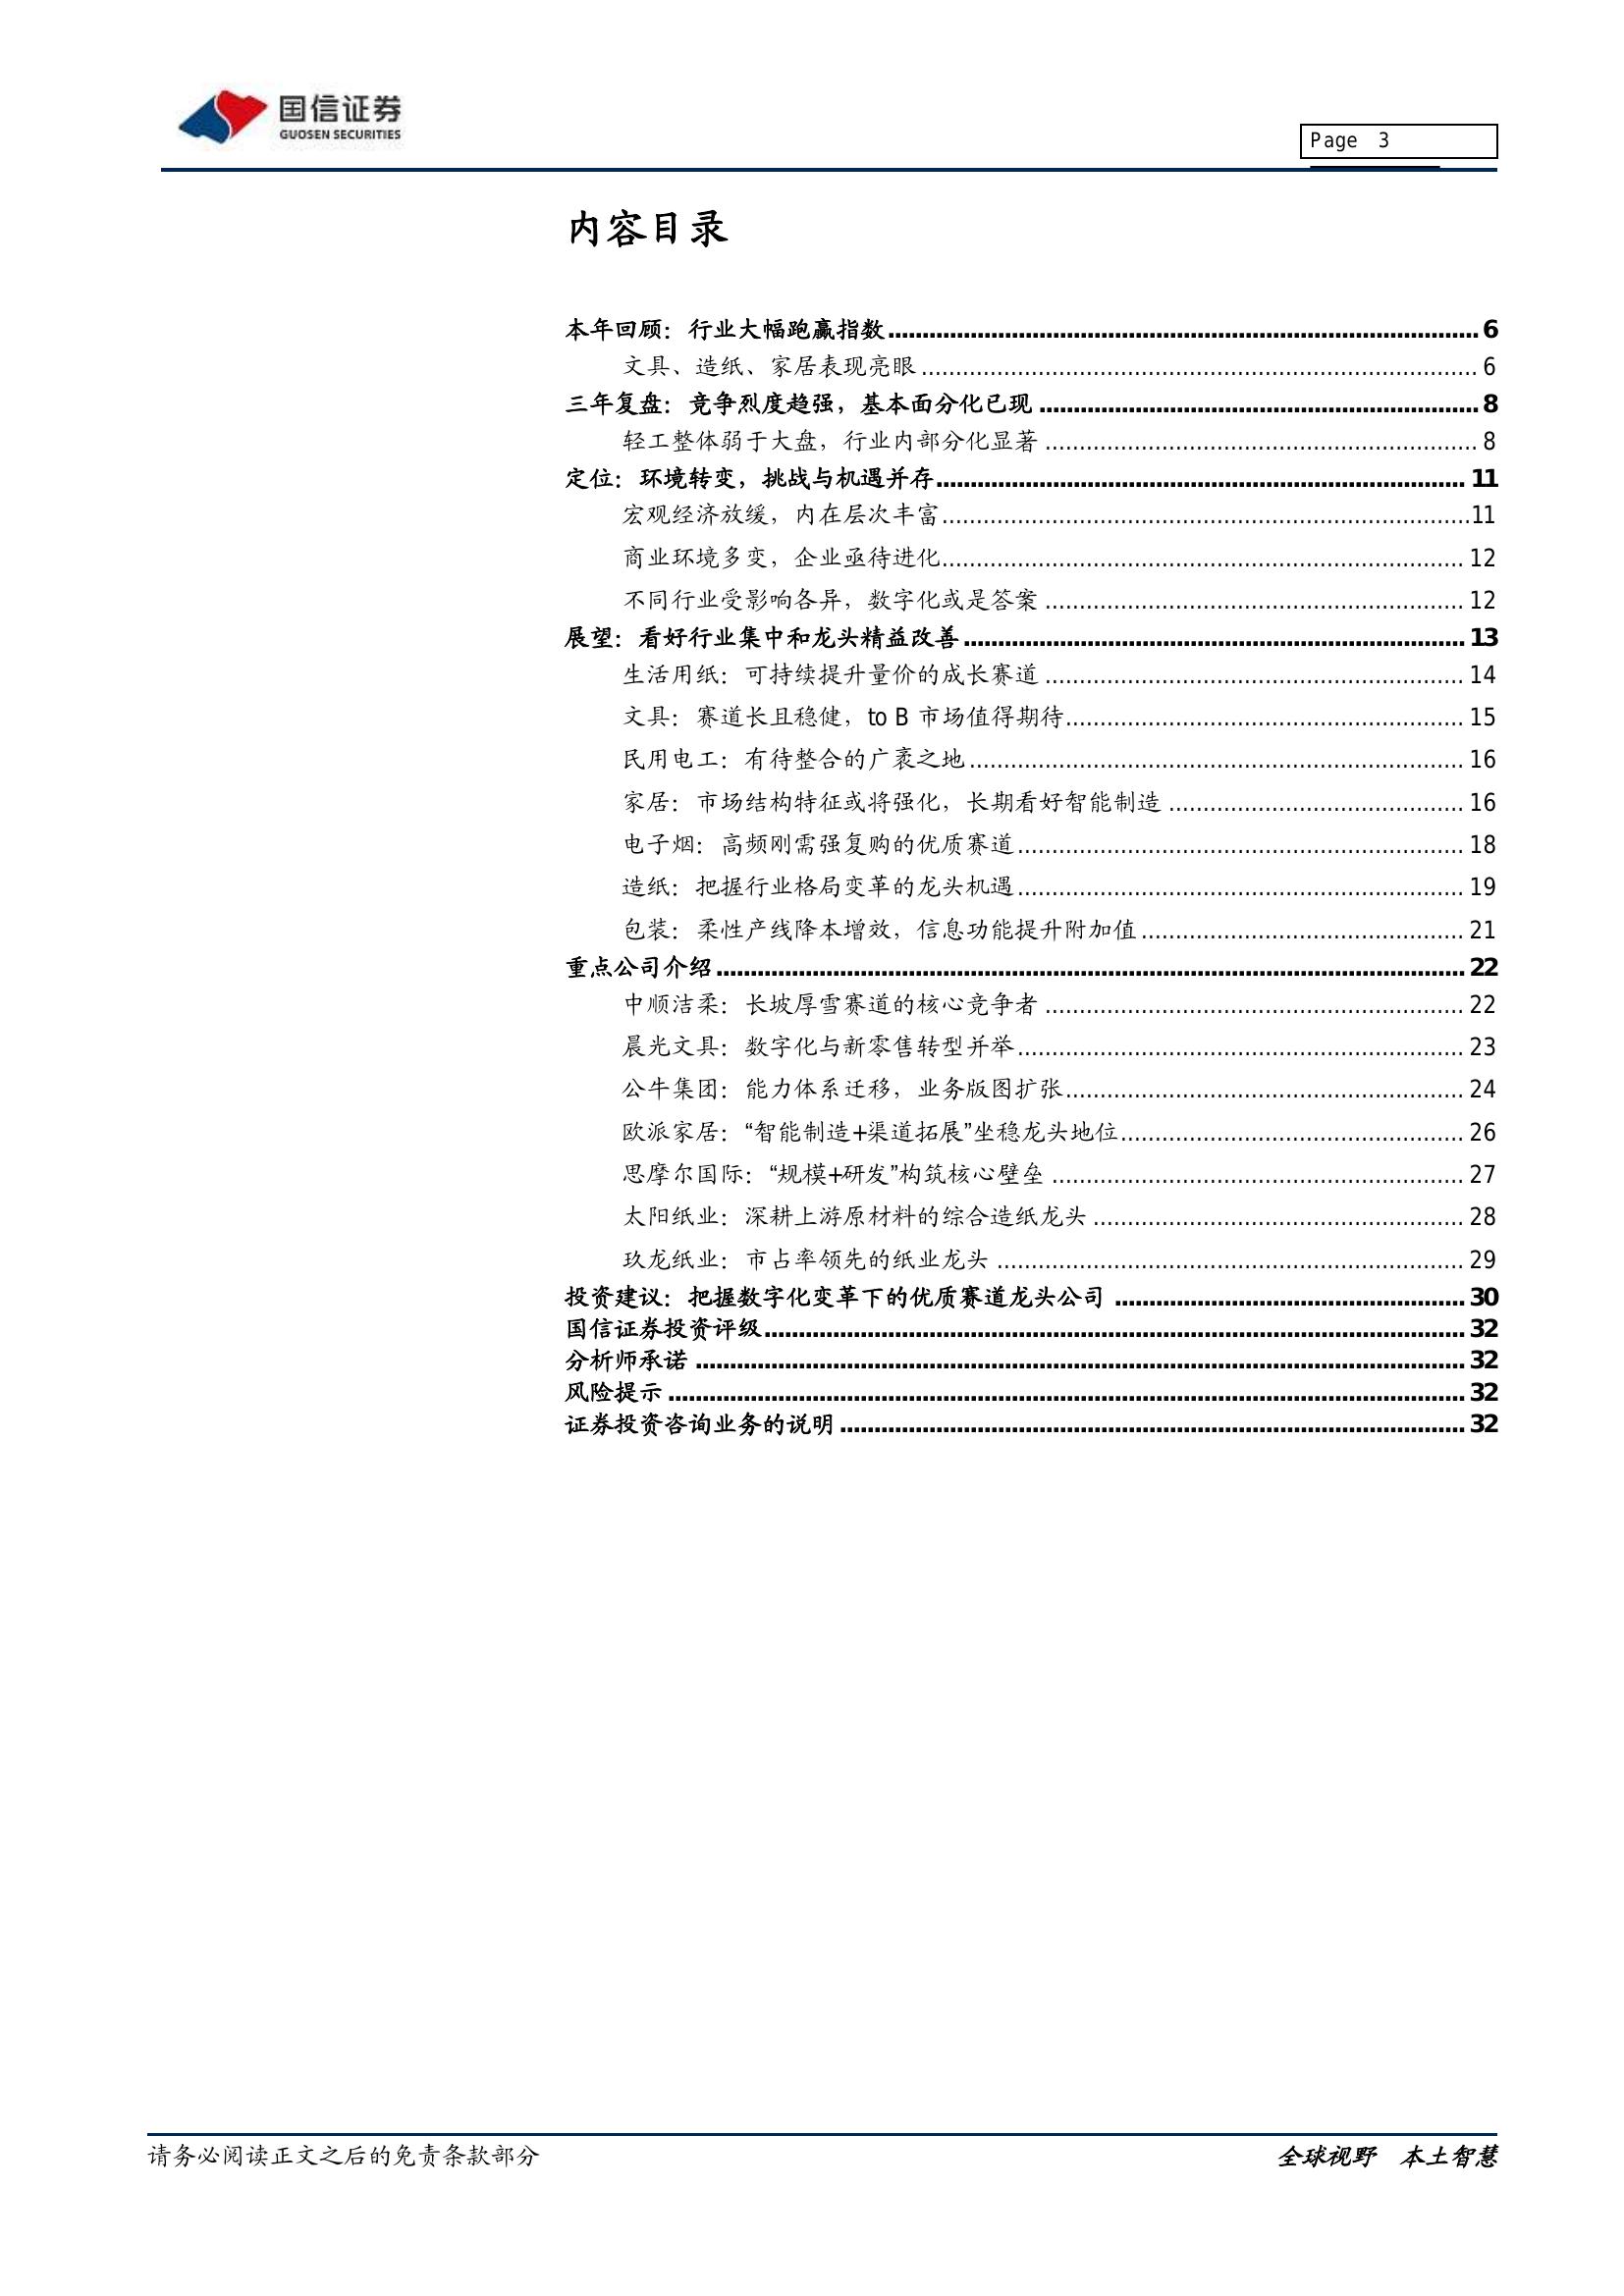 国信证券
GUOSEN SECURITIES
Page 3
内容目录
本年回顾：行业大幅跑赢指数 6
文具、造纸、家居表现亮眼 6
三年复盘：竞争烈度趋强，基本面分化已现 8
轻工整体弱于大盘，行业内部分化显著 8
定位：环境转变，挑战与机遇并存 11
宏观经济放缓，内在层次丰富 11
商业环境多变，企业亟待进化 12
不同行业受影响各异，数字化或是答案 12
展望：看好行业集中和龙头精益改善 13
生活用纸：可持续提升量价的成长赛道 14
文具：赛道长且稳健，to B 市场值得期待 15
民用电工：有待整合的广袤之地 16
家居：市场结构特征或将强化，长期看好智能制造 16
电子烟：高频刚需强复购的优质赛道 18
造纸：把握行业格局变革的龙头机遇 19
包装：柔性产线降本增效，信息功能提升附加值 21
重点公司介绍 22
中顺洁柔：长坡厚雪赛道的核心竞争者 22
晨光文具：数字化与新零售转型并举 23
公牛集团：能力体系迁移，业务版图扩张 24
欧派家居：“智能制造+渠道拓展”坐稳龙头地位 26
思摩尔国际：“规模+研发”构筑核心壁垒 27
太阳纸业：深耕上游原材料的综合造纸龙头 28
玖龙纸业：市占率领先的纸业龙头 29
投资建议：把握数字化变革下的优质赛道龙头公司 30
国信证券投资评级 32
分析师承诺 32
风险提示 32
证券投资咨询业务的说明 32
请务必阅读正文之后的免责条款部分
全球视野 本土智慧